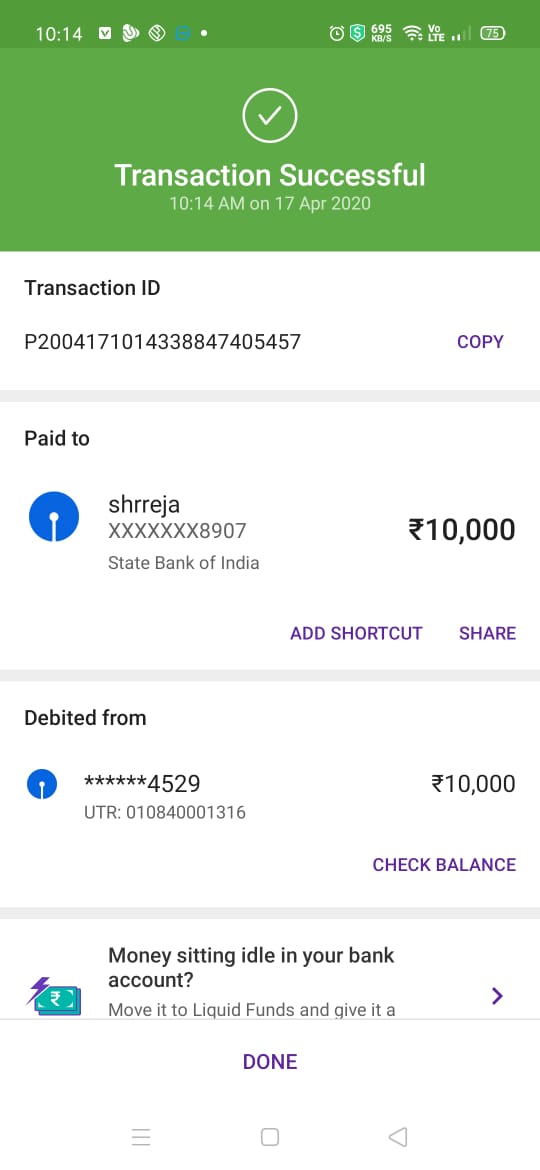 10:14
695
KB/S
Vo
LTE
75
Transaction Successful
10:14 AM on 17 Apr 2020
Transaction ID
P2004171014338847405457
COPY
Paid to
shrreja
XXXXXXX8907
₹10,000
State Bank of India
ADD SHORTCUT
SHARE
Debited from
******4529
₹10,000
UTR: 010840001316
CHECK BALANCE
Money sitting idle in your bank
account?
Move it to Liquid Funds and give it a
DONE